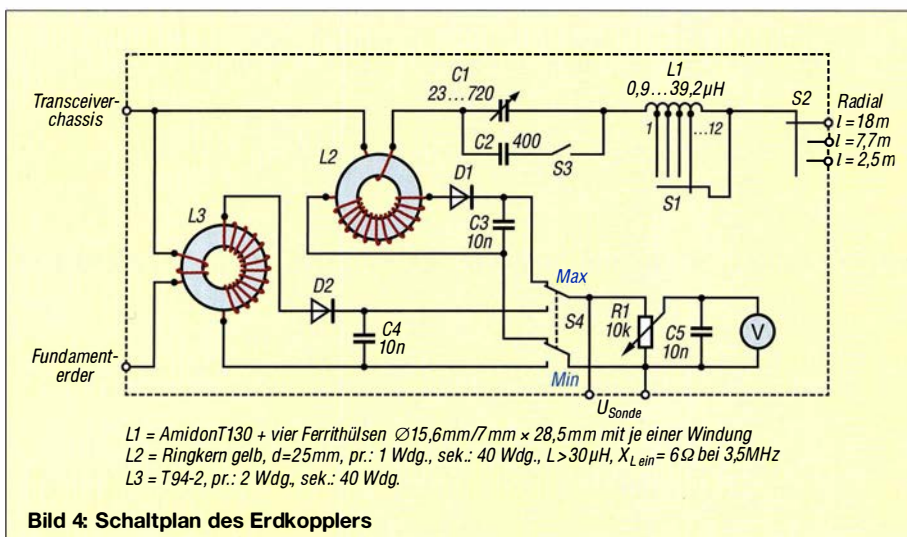 Transceiver-
chassis
C1
23…720
L1
0,9…39,2µH
1
…12
S2
Radial
l = 18 m
l = 7,7 m
l = 2,5 m
C2
400
S3
S1
L2
D1
C3
10n
L3
D2
C4
10n
Max
S4
Min
R1
10k
C5
10n
V
Fundament-
erder
U Sonde
L1 = AmidonT130 + vier Ferrithülsen Ø15,6mm/7 mm × 28,5mm mit je einer Windung
L2 = Ringkern gelb, d=25mm, pr.: 1 Wdg., sek.: 40 Wdg., L>30µH, X L ein = 6Ω bei 3,5MHz
L3 = T94-2, pr.: 2 Wdg., sek.: 40 Wdg.
Bild 4: Schaltplan des Erdkopplers